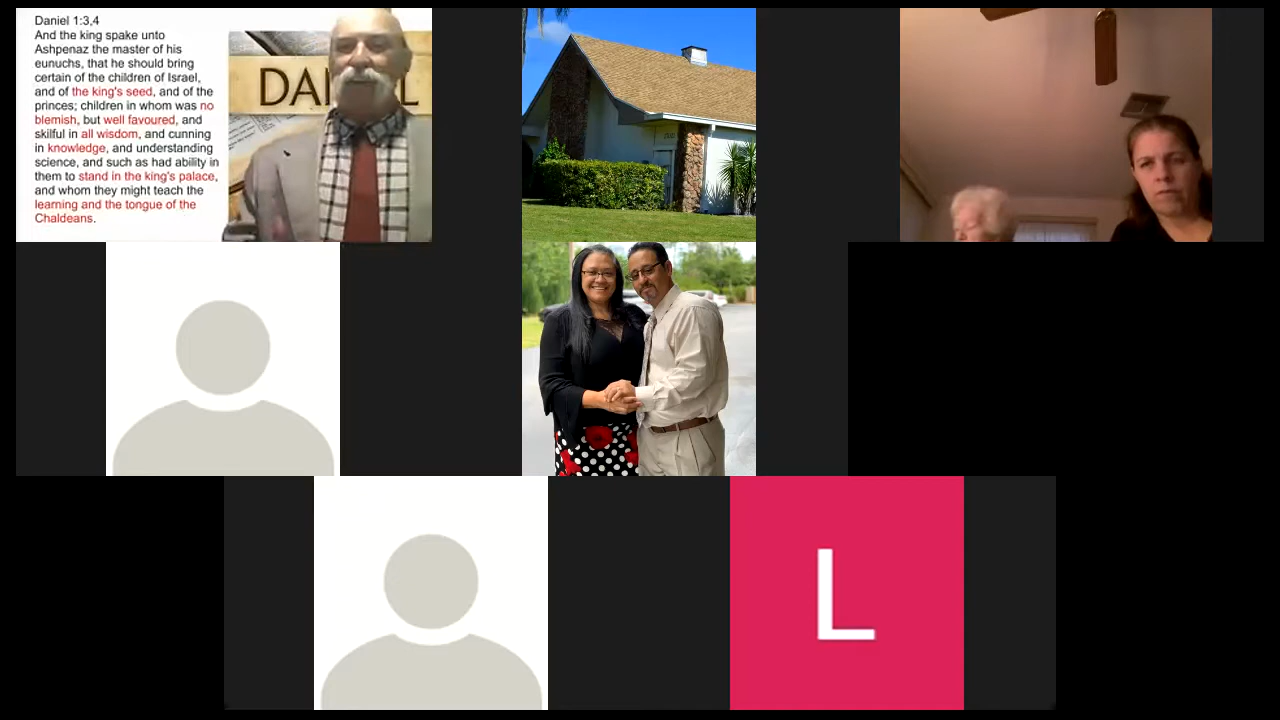 Daniel 1:3,4
And the king spake unto
Ashpenaz the master of his
eunuchs, that he should bring
certain of the children of Israel,
and of the king's seed, and of the
princes; children in whom was no
blemish, but well favoured, and
skilful in all wisdom, and cunning
in knowledge, and understanding
science, and such as had ability in
them to stand in the king's palace,
and whom they might teach the
learning and the tongue of the
Chaldeans.
L